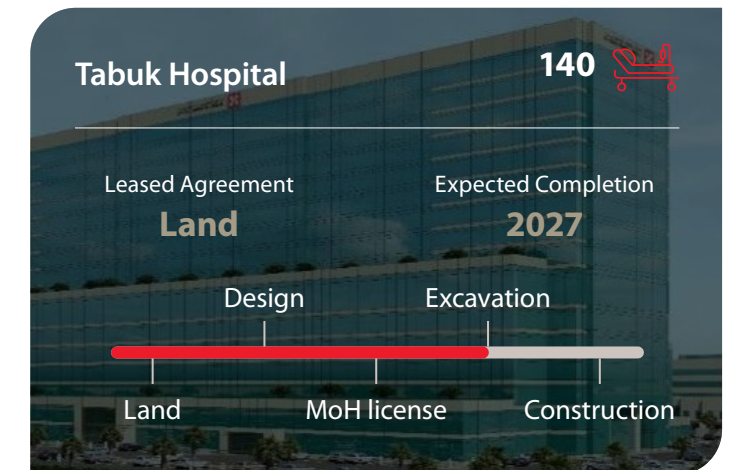 Tabuk Hospital
140
Leased Agreement
Land
Expected Completion
2027
Design
Excavation
Land
MoH license
Construction